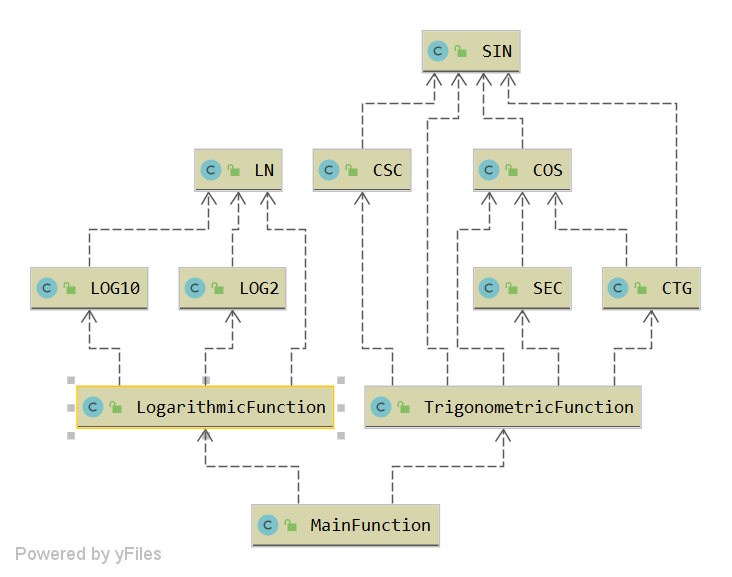 SIN
LN
CSC
COS
LOG10
LOG2
SEC
CTG
LogarithmicFunction
TrigonometricFunction
MainFunction
Powered by yFiles